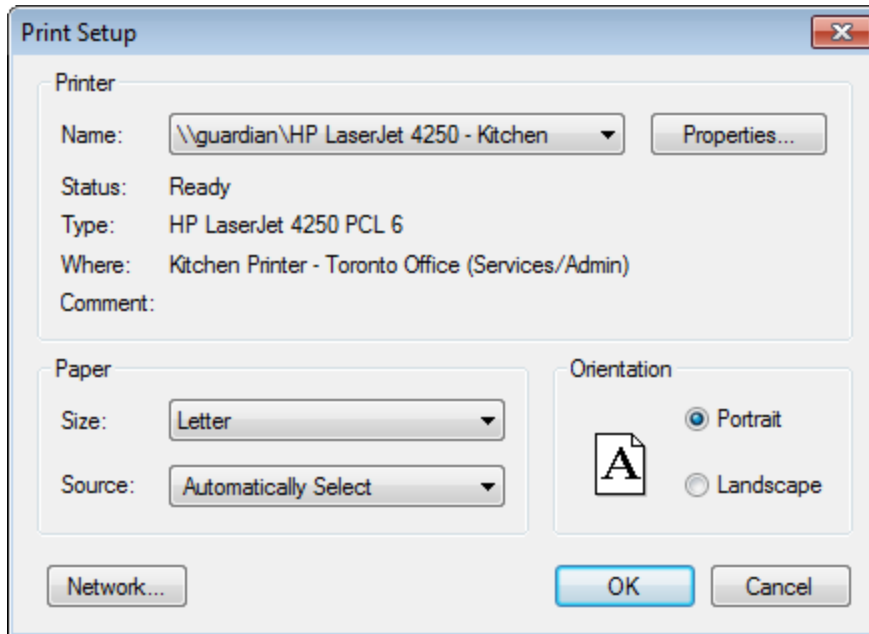 Print Setup
Printer
Name: \\guardian\HP LaserJet 4250 - Kitchen Properties...
Status: Ready
Type: HP LaserJet 4250 PCL 6
Where: Kitchen Printer - Toronto Office (Services/Admin)
Comment:
Paper
Size: Letter
Source: Automatically Select
Orientation
A
Portrait
Landscape
Network... OK Cancel